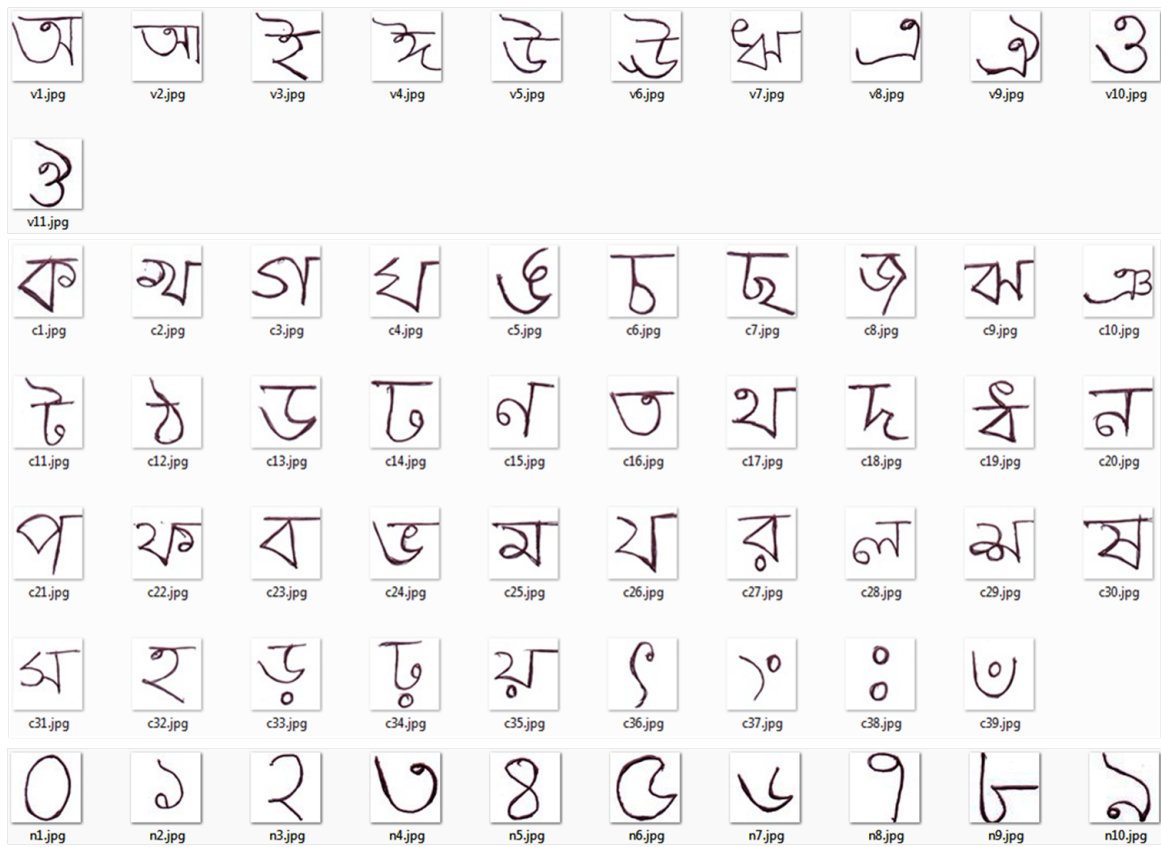 অ আ ই ঈ উ ঊ ঋ এ ঐ ও
v1.jpg v2.jpg v3.jpg v4.jpg v5.jpg v6.jpg v7.jpg v8.jpg v9.jpg v10.jpg
ঔ
v11.jpg
ক খ গ ঘ ঙ চ ছ জ ঝ ঞ
c1.jpg c2.jpg c3.jpg c4.jpg c5.jpg c6.jpg c7.jpg c8.jpg c9.jpg c10.jpg
ট ঠ ড ঢ ণ ত থ দ ধ ন
c11.jpg c12.jpg c13.jpg c14.jpg c15.jpg c16.jpg c17.jpg c18.jpg c19.jpg c20.jpg
প ফ ব ভ ম য র ল শ ষ
c21.jpg c22.jpg c23.jpg c24.jpg c25.jpg c26.jpg c27.jpg c28.jpg c29.jpg c30.jpg
স হ ড় ঢ় য় ৎ ং ঃ ঁ
c31.jpg c32.jpg c33.jpg c34.jpg c35.jpg c36.jpg c37.jpg c38.jpg c39.jpg
০ ১ ২ ৩ ৪ ৫ ৬ ৭ ৮ ৯
n1.jpg n2.jpg n3.jpg n4.jpg n5.jpg n6.jpg n7.jpg n8.jpg n9.jpg n10.jpg